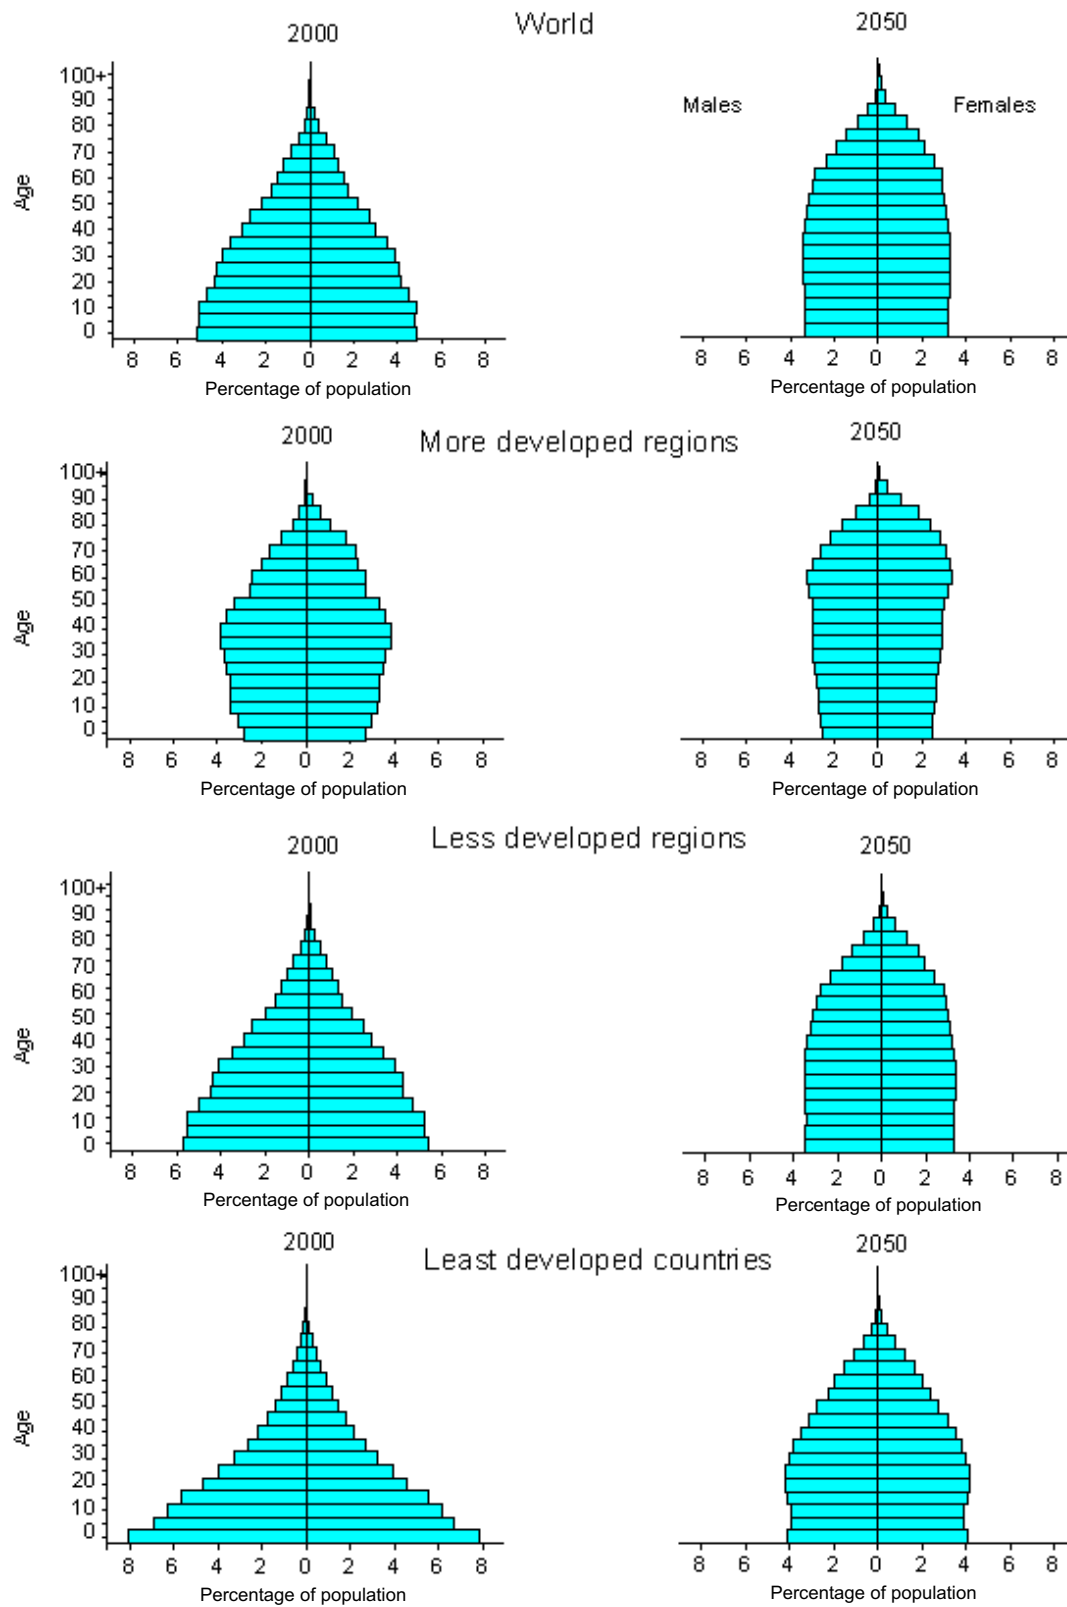 World
2000
2050
100+
90
80
70
60
50
40
30
20
10
0
Age
Males
Females
8 6 4 2 0 2 4 6 8
8 6 4 2 0 2 4 6 8
Percentage of population
Percentage of population
More developed regions
2000
2050
100+
90
80
70
60
50
40
30
20
10
0
Age
8 6 4 2 0 2 4 6 8
8 6 4 2 0 2 4 6 8
Percentage of population
Percentage of population
Less developed regions
2000
2050
100+
90
80
70
60
50
40
30
20
10
0
Age
8 6 4 2 0 2 4 6 8
8 6 4 2 0 2 4 6 8
Percentage of population
Percentage of population
Least developed countries
2000
2050
100+
90
80
70
60
50
40
30
20
10
0
Age
8 6 4 2 0 2 4 6 8
8 6 4 2 0 2 4 6 8
Percentage of population
Percentage of population